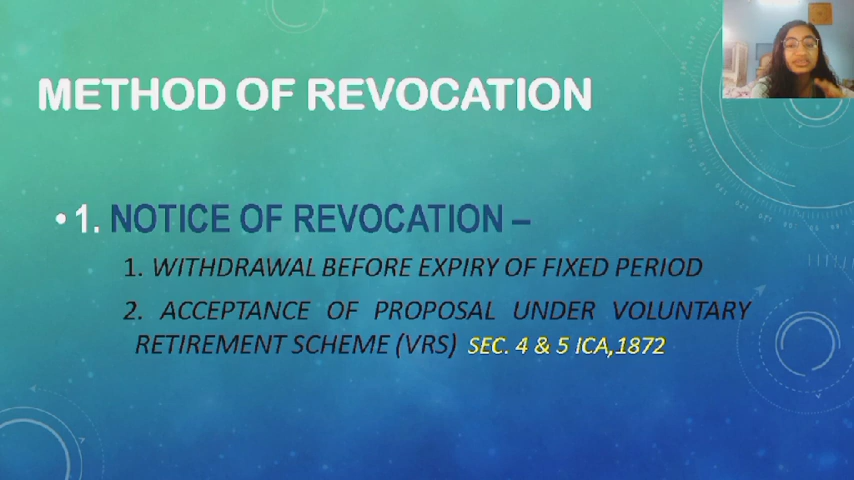 METHOD OF REVOCATION
• 1. NOTICE OF REVOCATION –
1. WITHDRAWAL BEFORE EXPIRY OF FIXED PERIOD
2. ACCEPTANCE OF PROPOSAL UNDER VOLUNTARY
RETIREMENT SCHEME (VRS) SEC. 4 & 5 ICA,1872